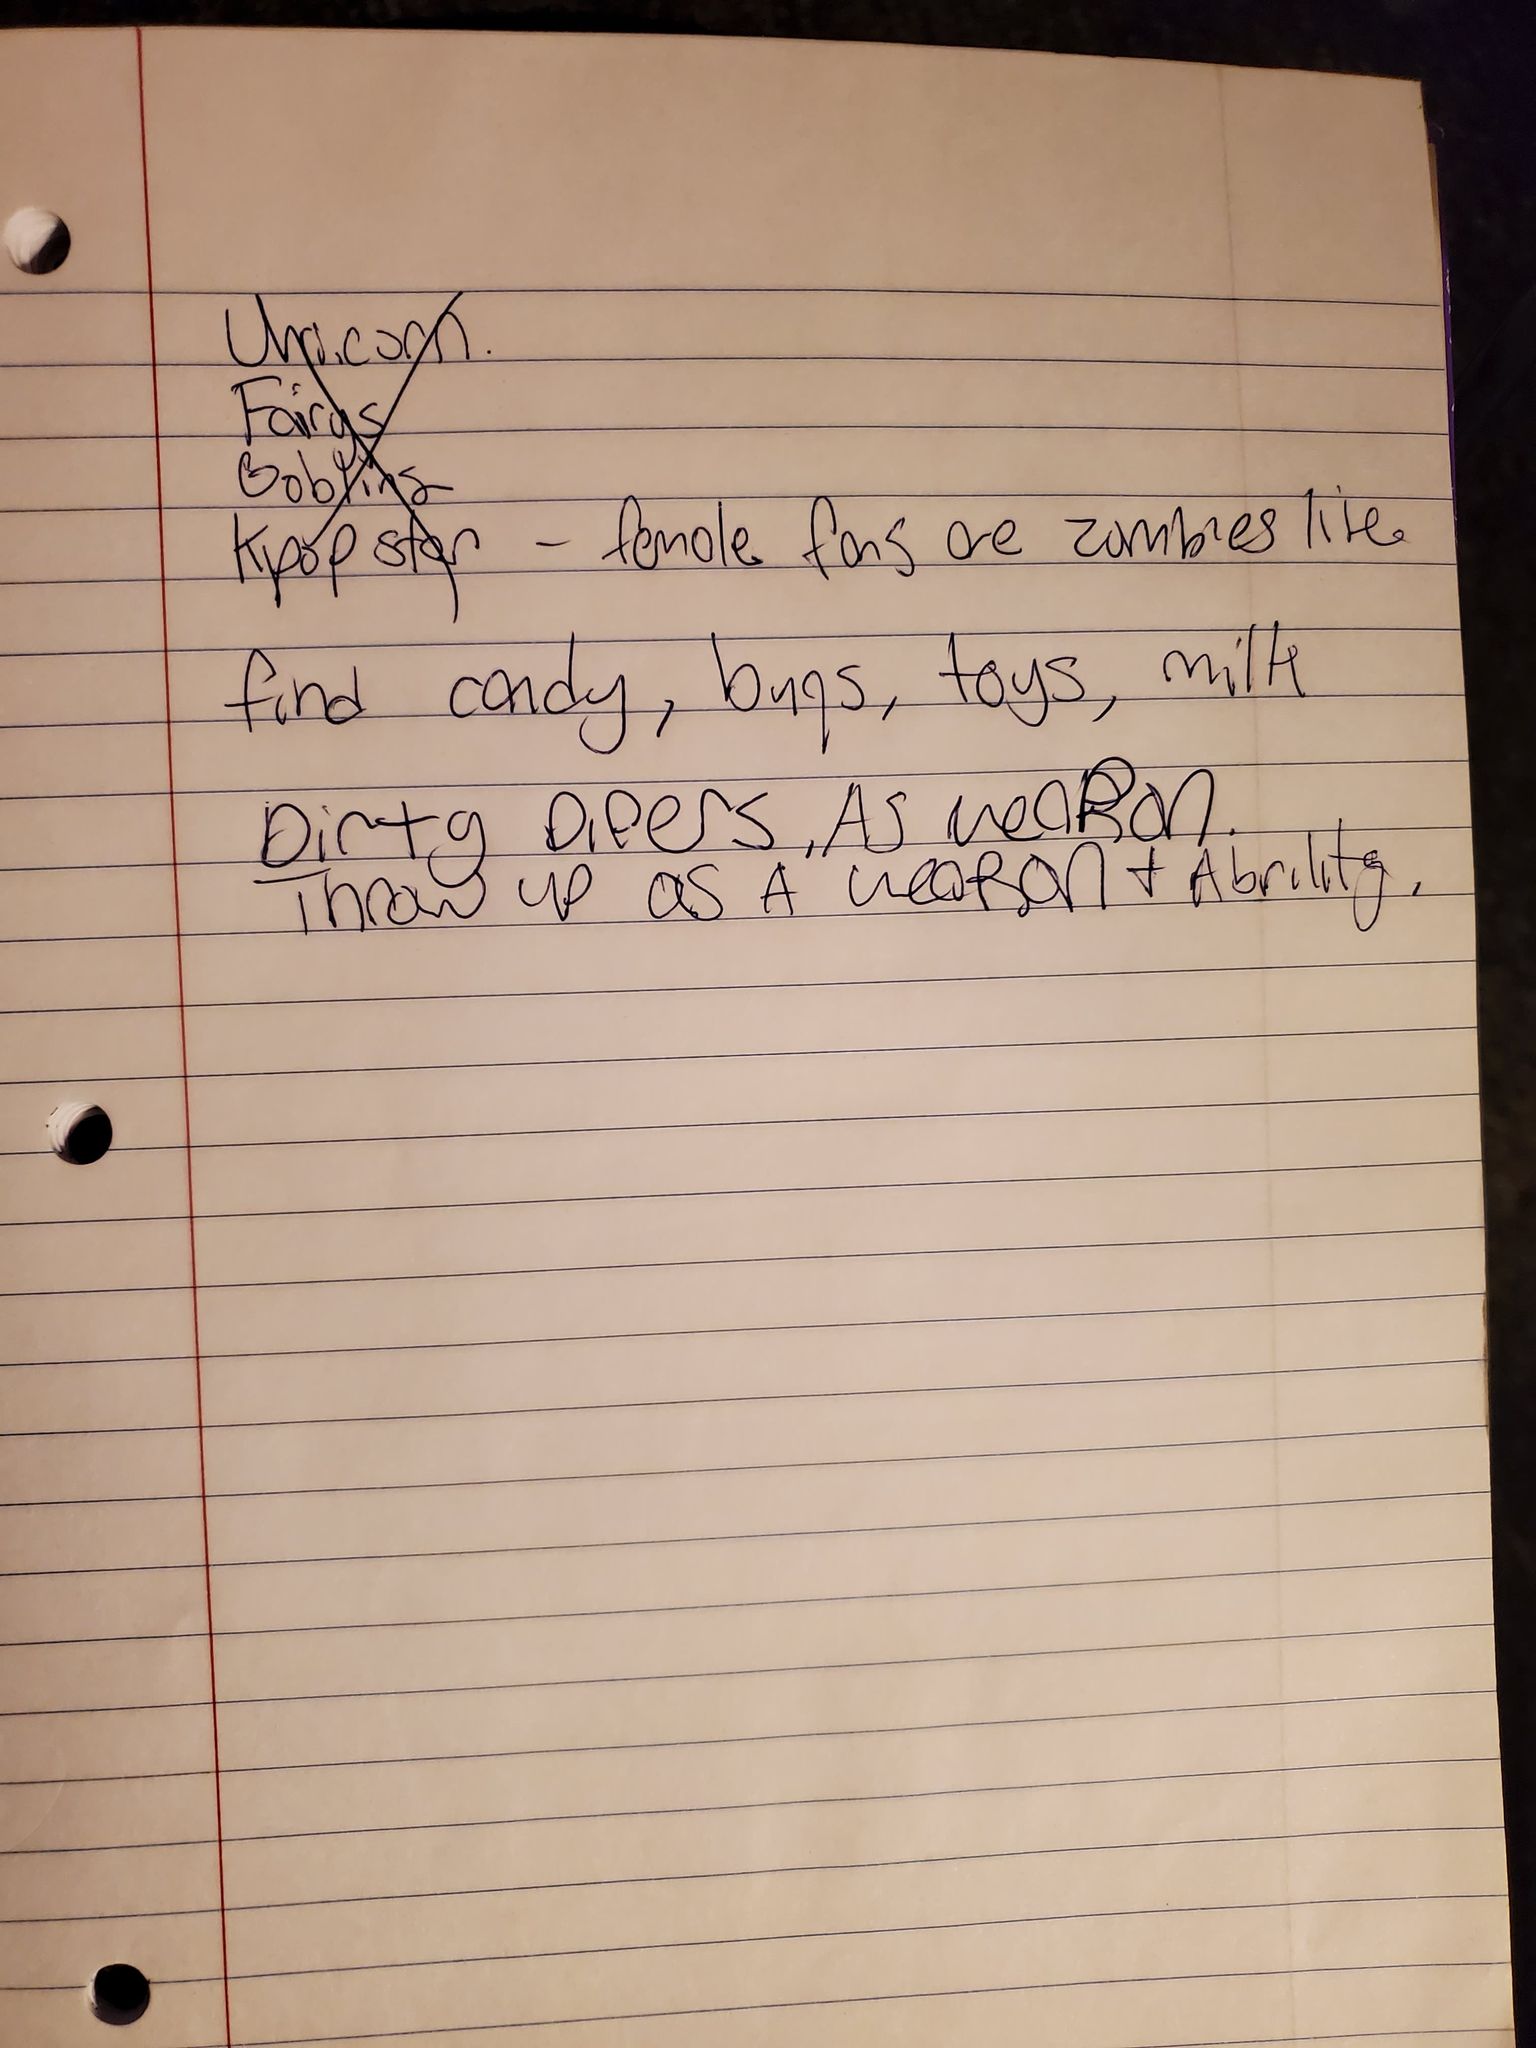 Unicorn.
Fairys
Goblins
Kpop star - female fans are zombies like
find candy, bugs, toys, milk
Dirty Dipers, As weapon.
Throw up as A weapon + Abrility.